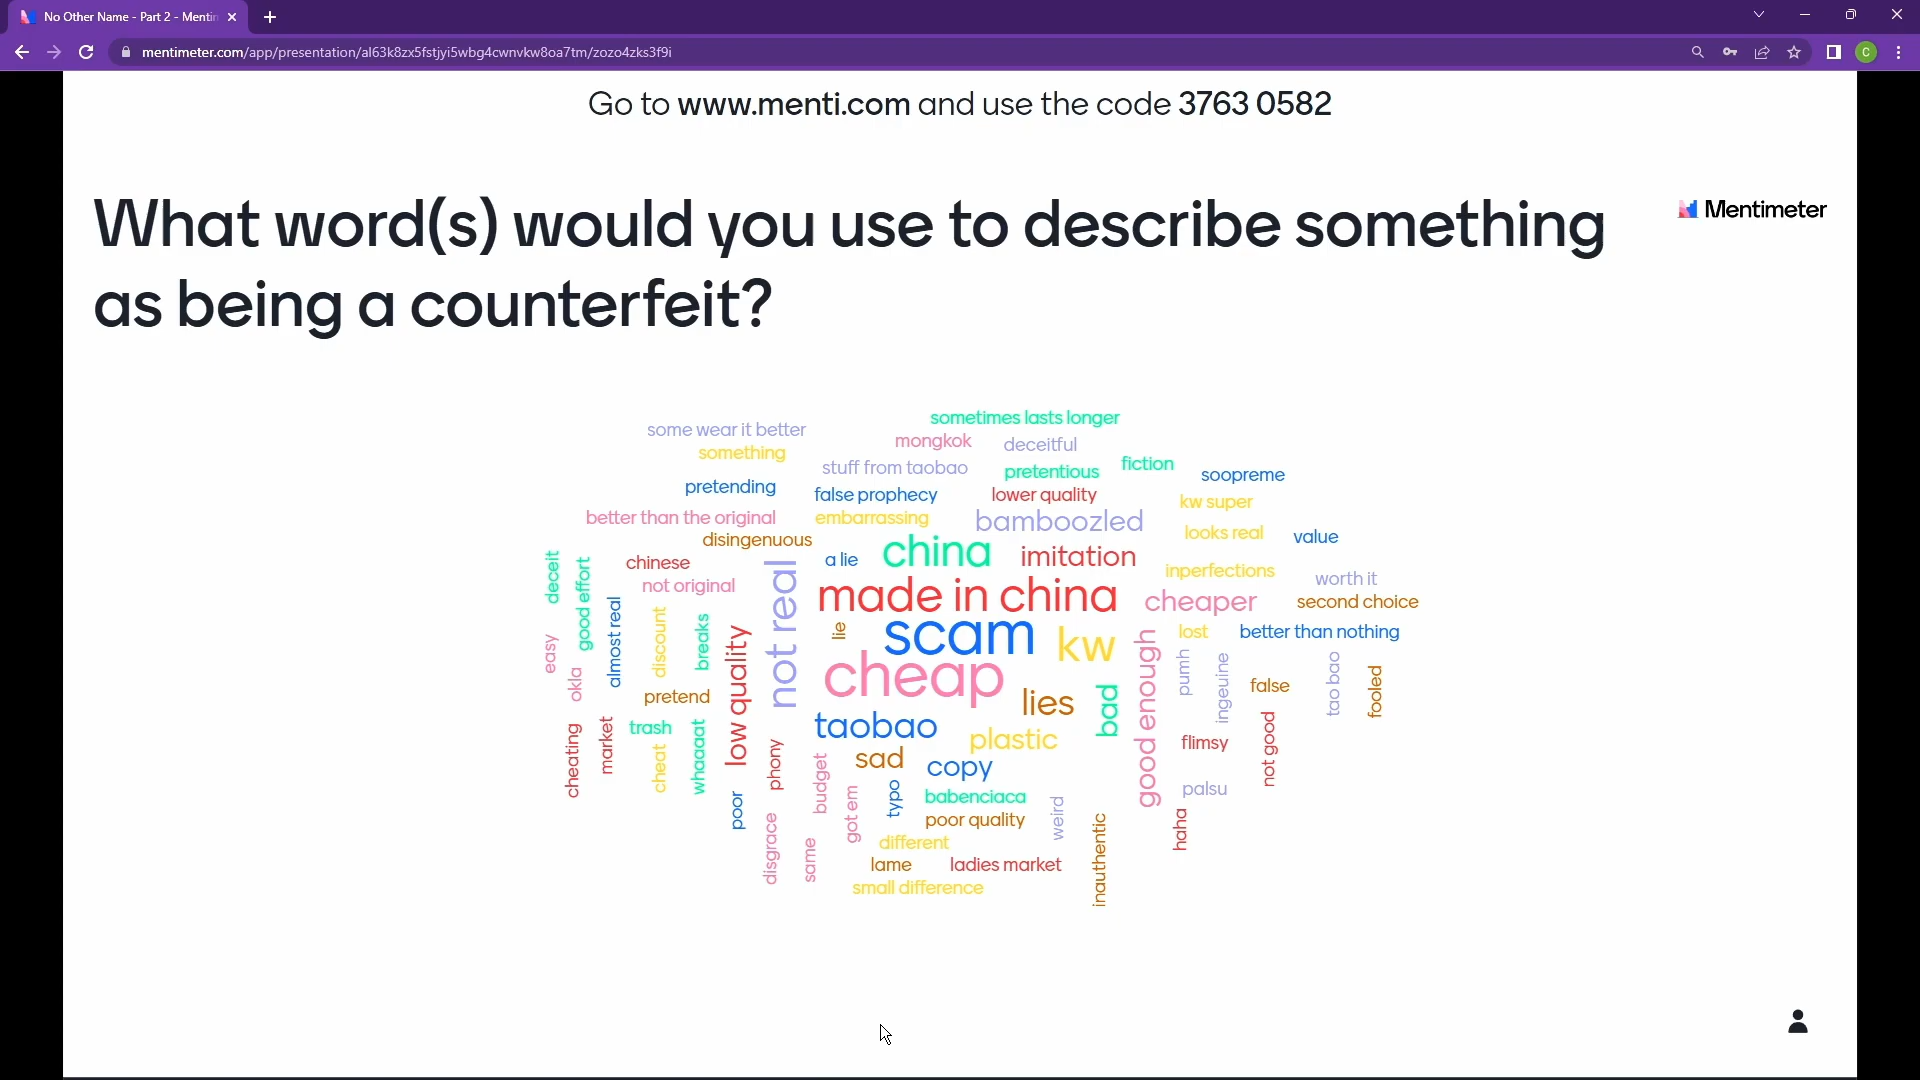 No Other Name - Part 2 - Mentin
mentimeter.com/app/presentation/al63k8zx5fstjyi5wbg4cwnvkw8oa7tm/zozo4zks3f9i
C
Go to www.menti.com and use the code 3763 0582
What word(s) would you use to describe something
as being a counterfeit?
Mentimeter
sometimes lasts longer
some wear it better
mongkok
deceitful
something
stuff from taobao
pretentious
fiction
soopreme
pretending
false prophecy
lower quality
kw super
better than the original
embarrassing
bamboozled
looks real
value
disingenuous
a lie
china
imitation
chinese
inperfections
worth it
deceit
good effort
not original
not real
made in china
cheaper
second choice
almost real
discount
breaks
lie
scam
kw
lost
better than nothing
easy
okla
low quality
cheap
good enough
pumh
ingeuine
false
tao bao
fooled
pretend
lies
bad
trash
taobao
plastic
cheating
market
cheat
whaaaat
phony
sad
copy
flimsy
not good
budget
typo
babenciaca
palsu
poor
got em
poor quality
weird
haha
disgrace
same
different
inauthentic
lame
ladies market
small difference